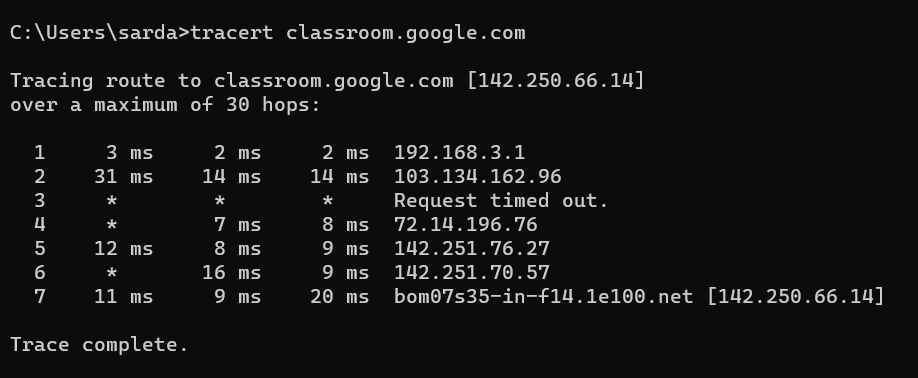 C:\Users\sarda>tracert classroom.google.com
Tracing route to classroom.google.com [142.250.66.14]
over a maximum of 30 hops:
  1     3 ms     2 ms     2 ms  192.168.3.1
  2    31 ms    14 ms    14 ms  103.134.162.96
  3     *        *        *     Request timed out.
  4     *        7 ms     8 ms  72.14.196.76
  5    12 ms     8 ms     9 ms  142.251.76.27
  6     *       16 ms     9 ms  142.251.70.57
  7    11 ms     9 ms    20 ms  bom07s35-in-f14.1e100.net [142.250.66.14]
Trace complete.